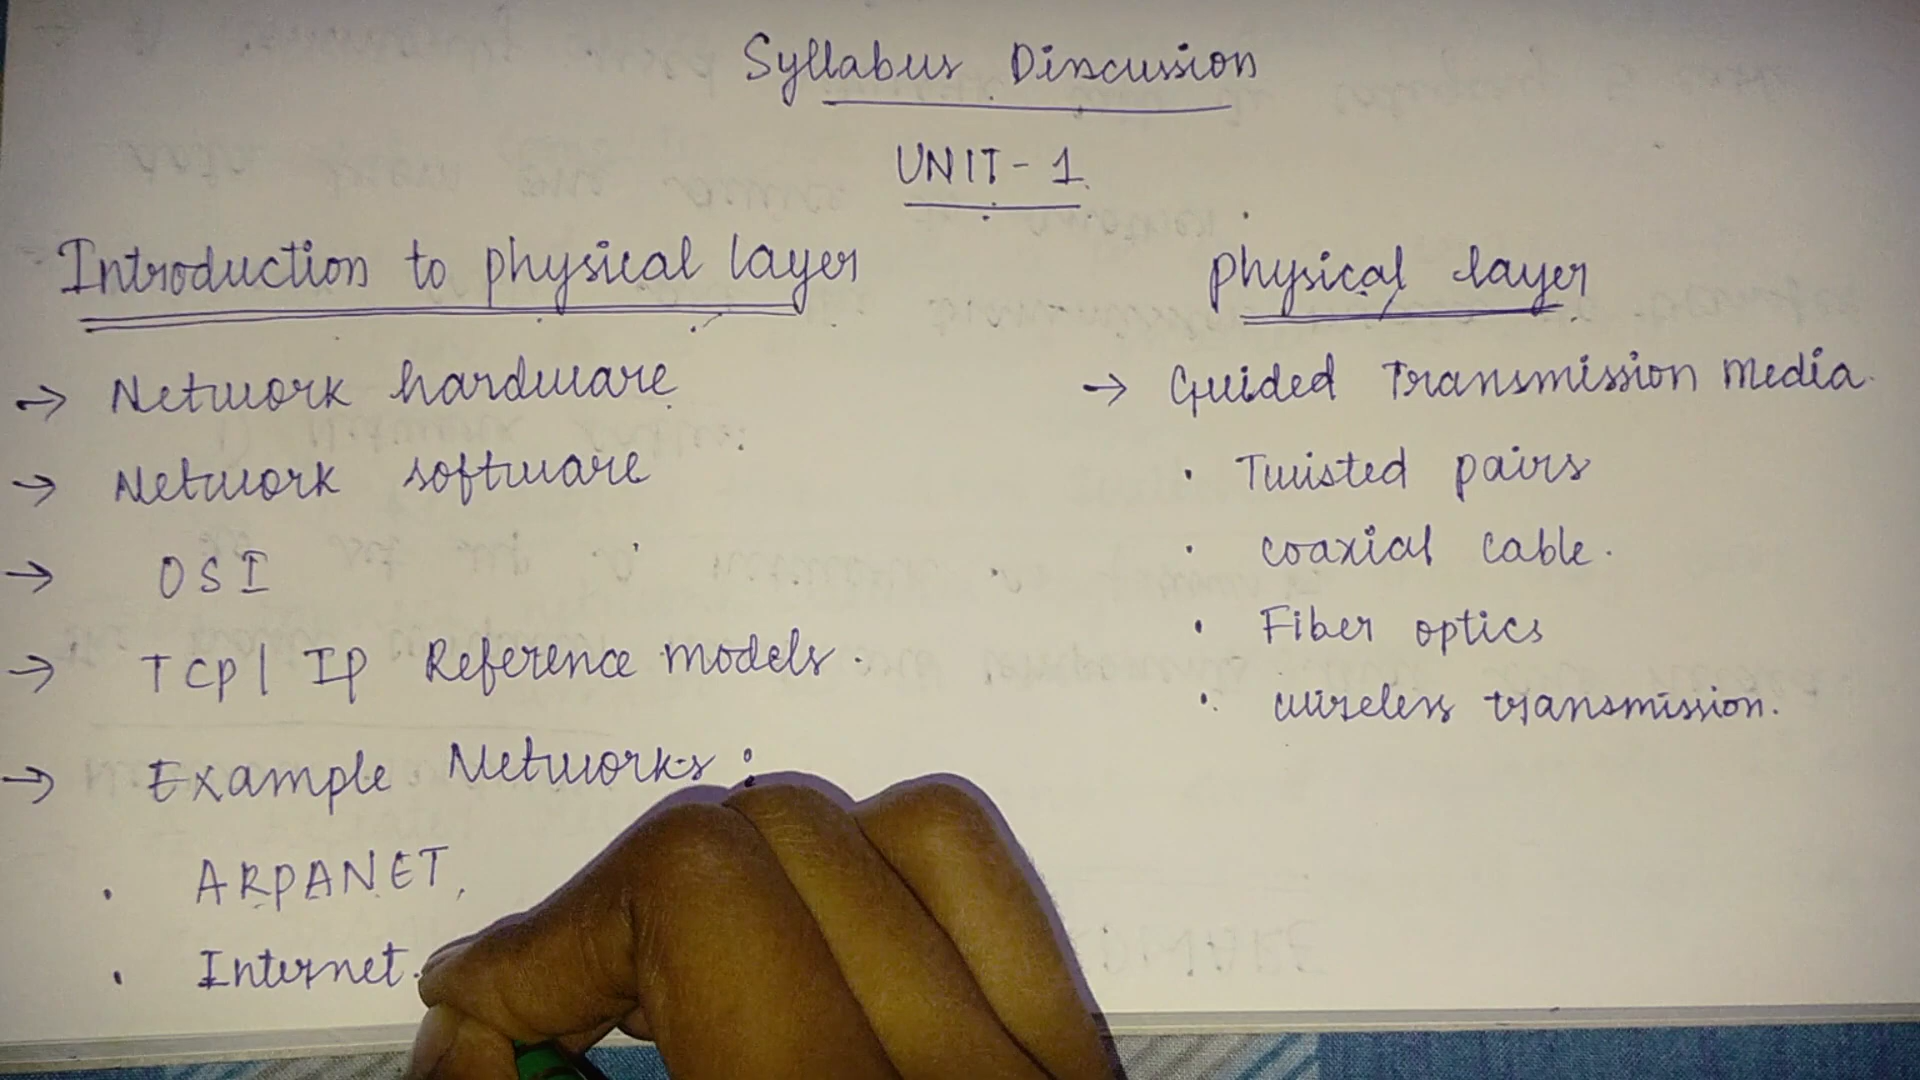 Syllabus Discussion
UNIT-1
Introduction to physical layer
→ Network hardware
→ Network software
→ OSI
→ TCP/IP Reference models.
→ Example Networks:
• ARPANET,
• Internet.
physical layer
→ Guided Transmission media.
• Twisted pairs
• coaxial cable.
• Fiber optics
• wireless transmission.